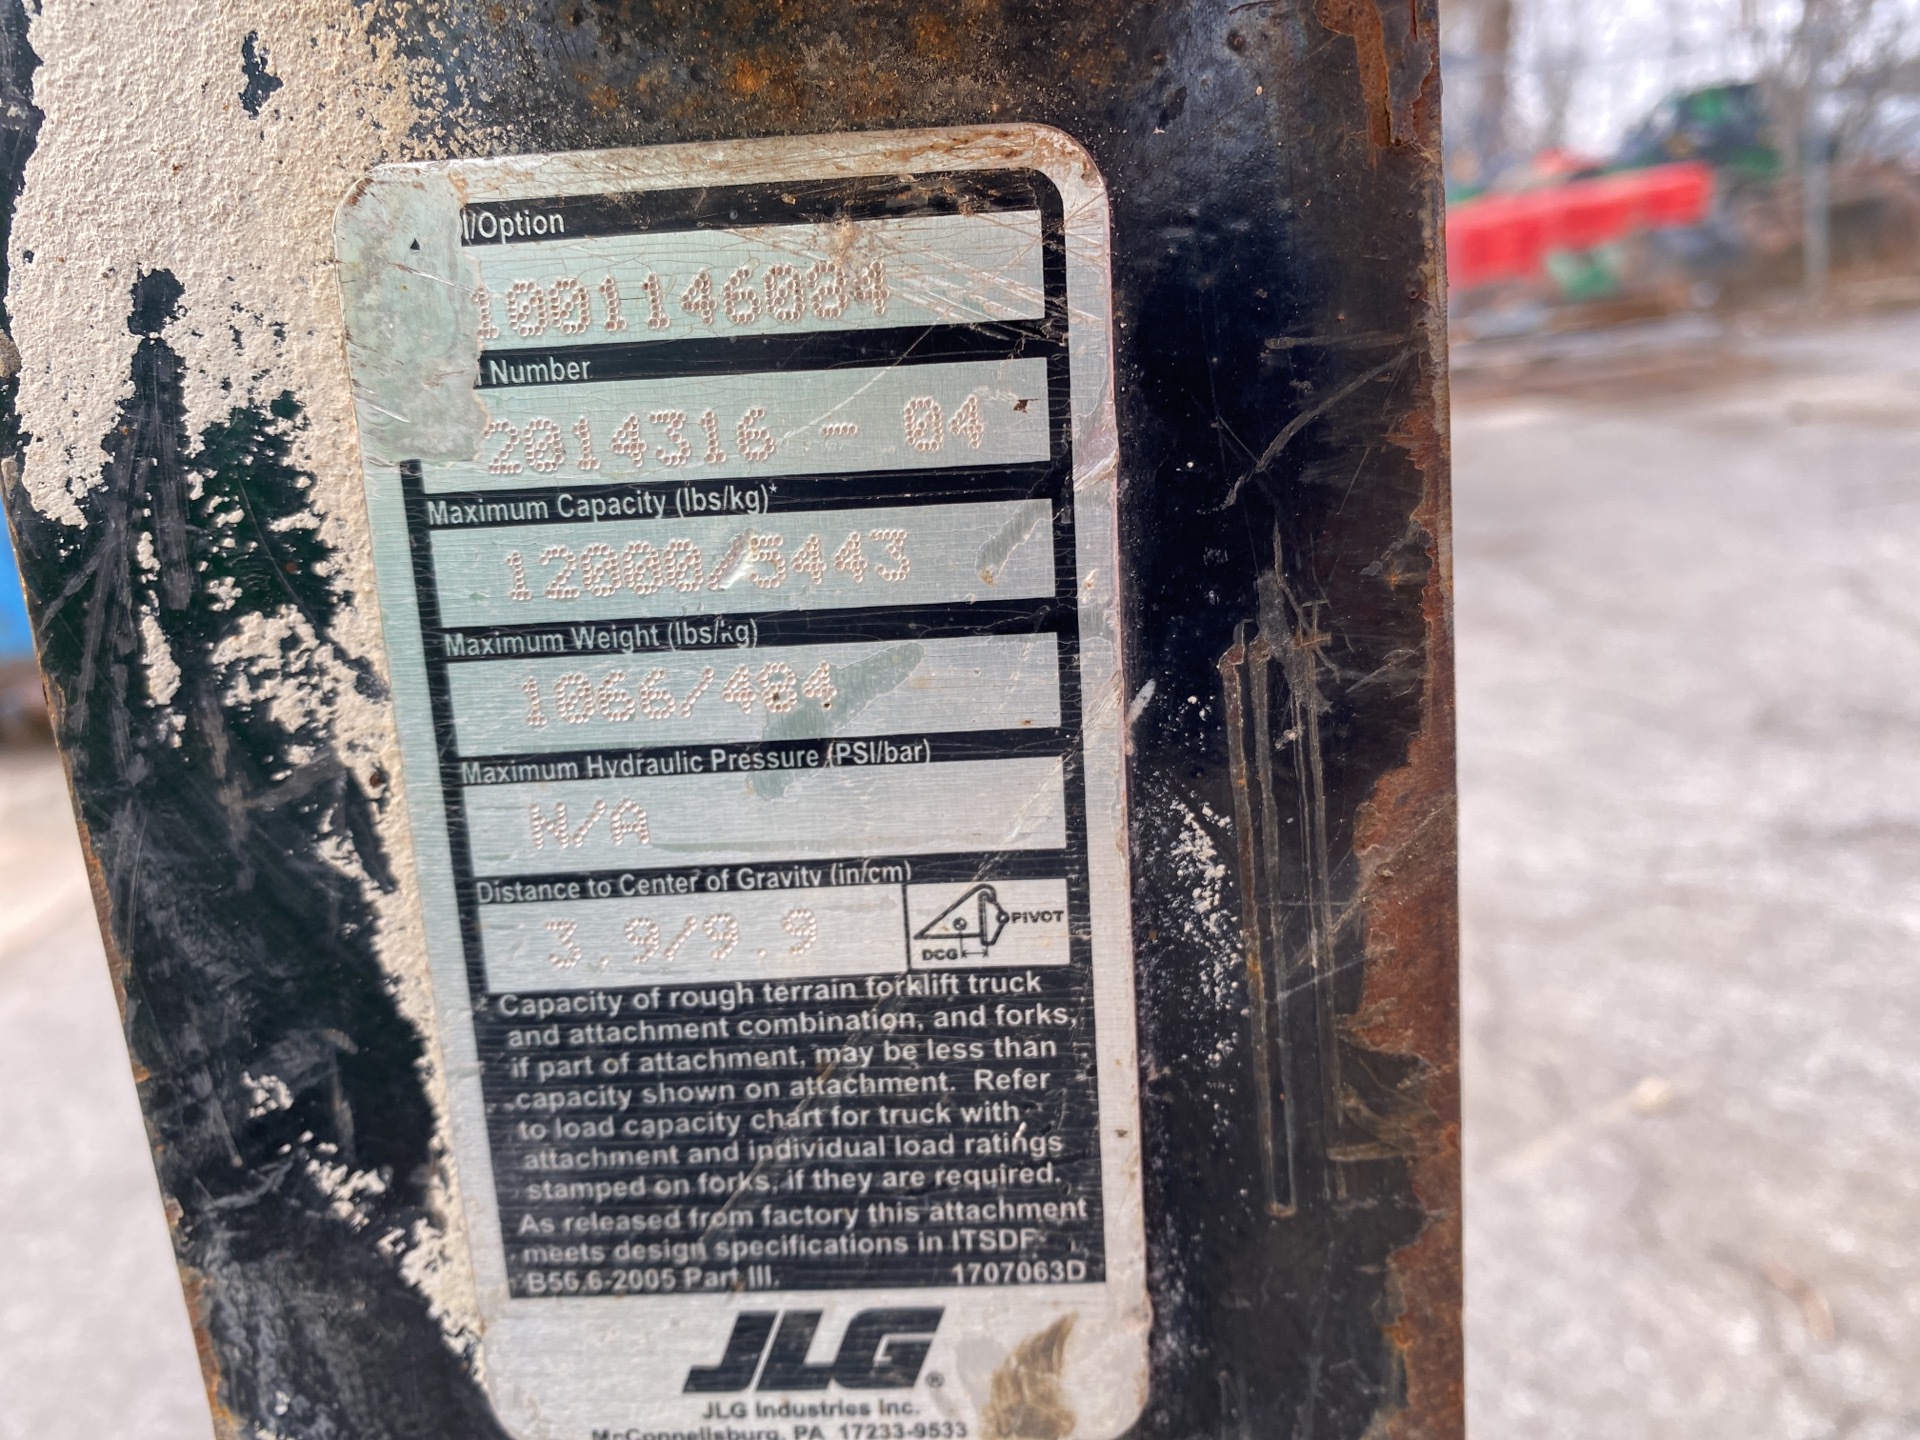 l/Option
1001146084
Number
2014316 - 04
Maximum Capacity (lbs/kg)*
12000/5443
Maximum Weight (lbs/kg)
1066/484
Maximum Hydraulic Pressure (PSI/bar)
N/A
Distance to Center of Gravity (in/cm)
3.9/9.9
PIVOT
DCG
* Capacity of rough terrain forklift truck
and attachment combination, and forks,
if part of attachment, may be less than
capacity shown on attachment. Refer
to load capacity chart for truck with
attachment and individual load ratings
stamped on forks, if they are required.
As released from factory this attachment
meets design specifications in ITSDF
B56.6-2005 Part III. 1707063D
JLG®
JLG Industries Inc.
McConnellsburg, PA 17233-9533